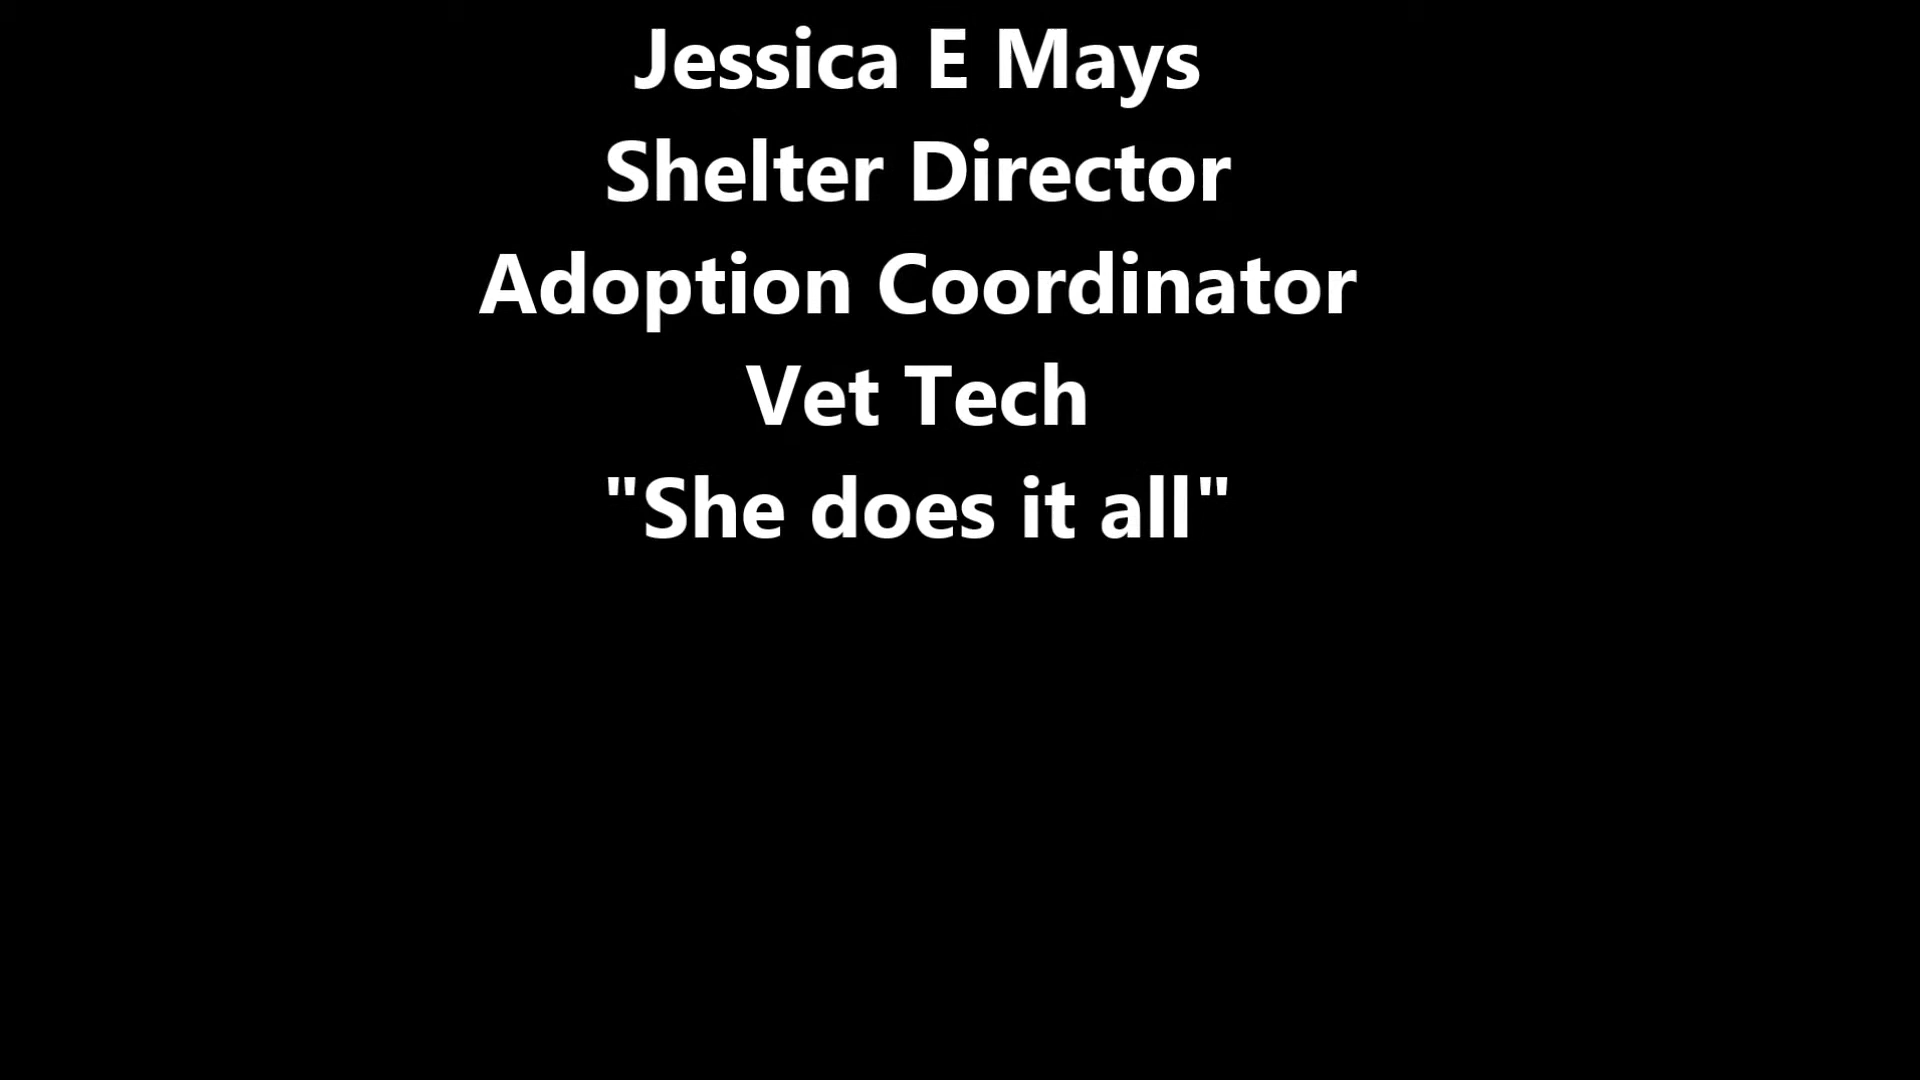 Jessica E Mays
Shelter Director
Adoption Coordinator
Vet Tech
"She does it all"